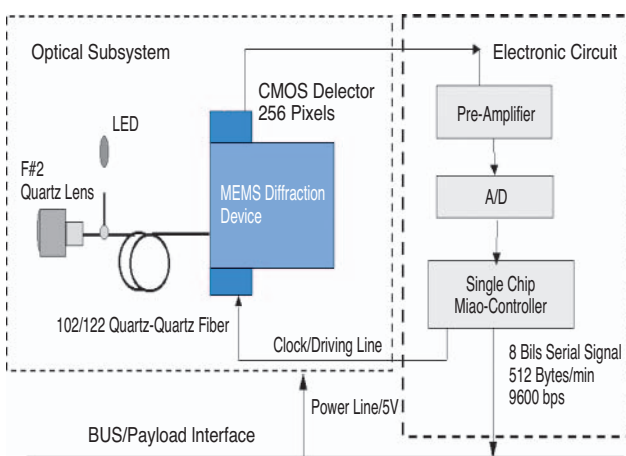 Optical Subsystem
Electronic Circuit
CMOS Delector
256 Pixels
LED
Pre-Amplifier
F#2
Quartz Lens
MEMS Diffraction
Device
A/D
Single Chip
Miao-Controller
102/122 Quartz-Quartz Fiber
Clock/Driving Line
8 Bils Serial Signal
512 Bytes/min
9600 bps
Power Line/5V
BUS/Payload Interface